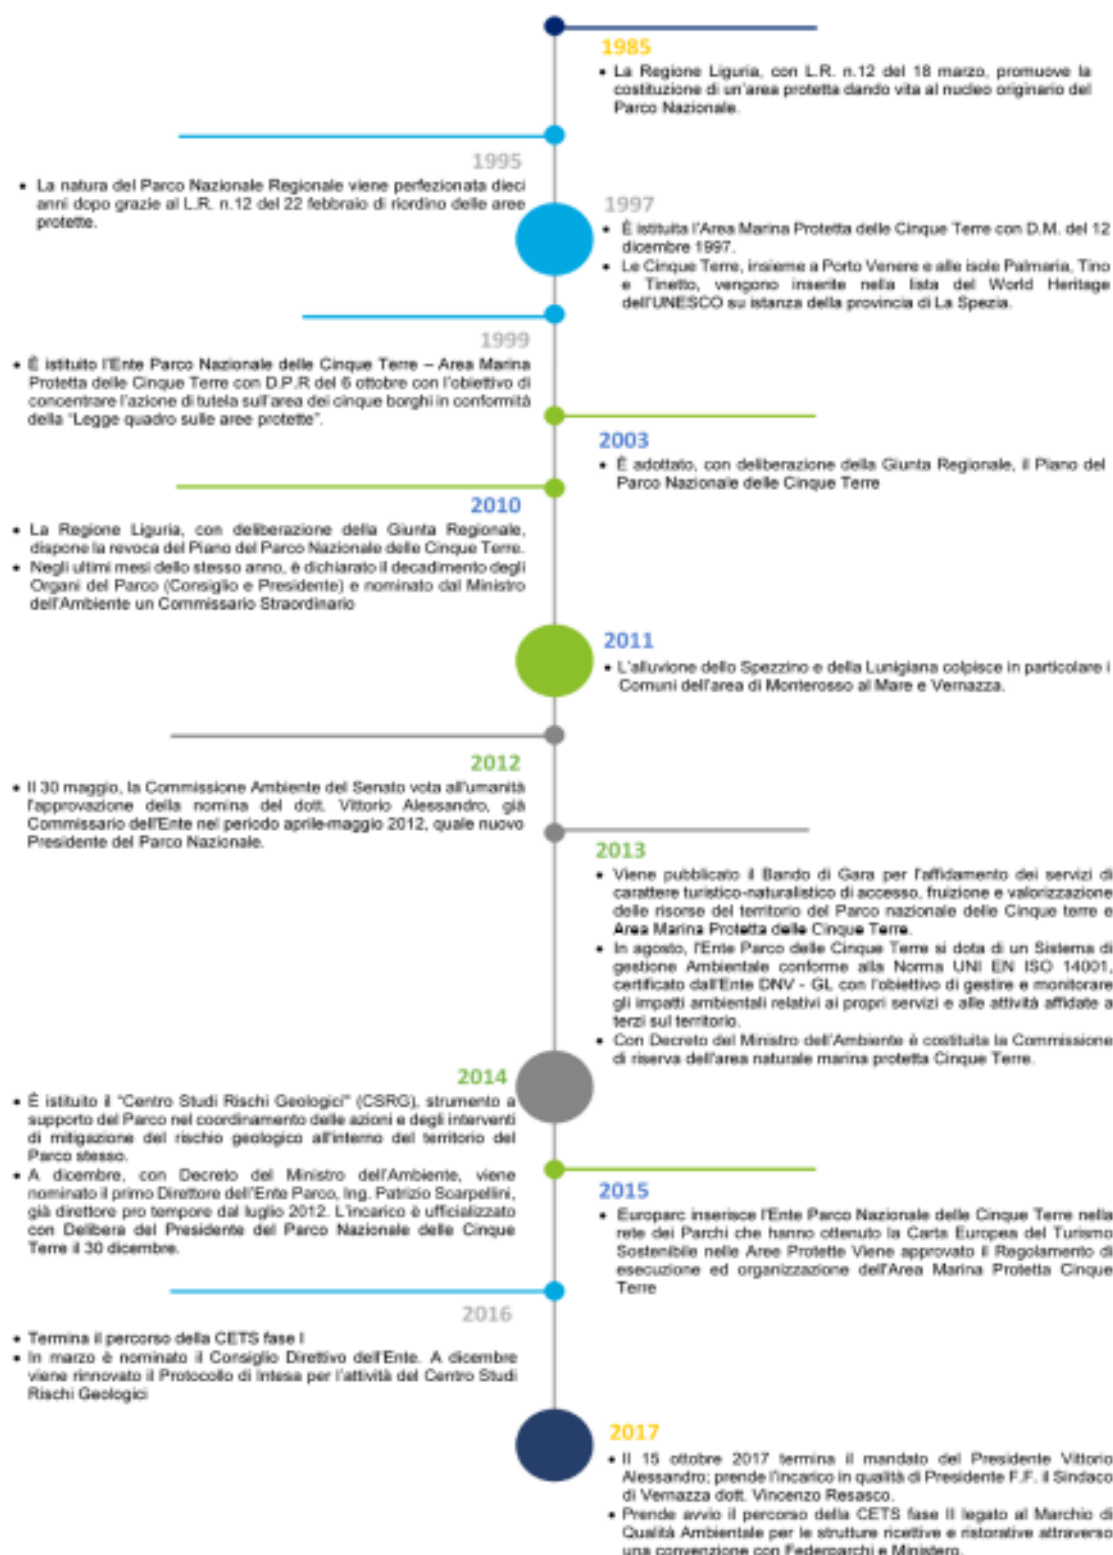 1985
• La Regione Liguria, con L.R. n.12 del 18 marzo, promuove la
costituzione di un'area protetta dando vita al nucleo originario del
Parco Nazionale.
1995
• La natura del Parco Nazionale Regionale viene perfezionata dieci
anni dopo grazie al L.R. n.12 del 22 febbraio di riordino delle aree
protette.
1997
• È istituita l'Area Marina Protetta delle Cinque Terre con D.M. del 12
dicembre 1997.
• Le Cinque Terre, insieme a Porto Venere e alle isole Palmaria, Tino
e Tinetto, vengono inserite nella lista del World Heritage
dell'UNESCO su istanza della provincia di La Spezia.
1999
• È istituito l'Ente Parco Nazionale delle Cinque Terre – Area Marina
Protetta delle Cinque Terre con D.P.R del 6 ottobre con l'obiettivo di
concentrare l'azione di tutela sull'area dei cinque borghi in conformità
della "Legge quadro sulle aree protette".
2003
• È adottato, con deliberazione della Giunta Regionale, il Piano del
Parco Nazionale delle Cinque Terre
2010
• La Regione Liguria, con deliberazione della Giunta Regionale,
dispone la revoca del Piano del Parco Nazionale delle Cinque Terre.
• Negli ultimi mesi dello stesso anno, è dichiarato il decadimento degli
Organi del Parco (Consiglio e Presidente) e nominato dal Ministro
dell'Ambiente un Commissario Straordinario
2011
• L'alluvione dello Spezzino e della Lunigiana colpisce in particolare i
Comuni dell'area di Monterosso al Mare e Vernazza.
2012
• Il 30 maggio, la Commissione Ambiente del Senato vota all'umanità
l'approvazione della nomina del dott. Vittorio Alessandro, già
Commissario dell'Ente nel periodo aprile-maggio 2012, quale nuovo
Presidente del Parco Nazionale.
2013
• Viene pubblicato il Bando di Gara per l'affidamento dei servizi di
carattere turistico-naturalistico di accesso, fruizione e valorizzazione
delle risorse del territorio del Parco nazionale delle Cinque terre e
Area Marina Protetta delle Cinque Terre.
• In agosto, l'Ente Parco delle Cinque Terre si dota di un Sistema di
gestione Ambientale conforme alla Norma UNI EN ISO 14001,
certificato dall'Ente DNV - GL con l'obiettivo di gestire e monitorare
gli impatti ambientali relativi ai propri servizi e alle attività affidate a
terzi sul territorio.
• Con Decreto del Ministro dell'Ambiente è costituita la Commissione
di riserva dell'area naturale marina protetta Cinque Terre.
2014
• È istituito il "Centro Studi Rischi Geologici" (CSRG), strumento a
supporto del Parco nel coordinamento delle azioni e degli interventi
di mitigazione del rischio geologico all'interno del territorio del
Parco stesso.
• A dicembre, con Decreto del Ministro dell'Ambiente, viene
nominato il primo Direttore dell'Ente Parco, Ing. Patrizio Scarpellini,
già direttore pro tempore dal luglio 2012. L'incarico è ufficializzato
con Delibera del Presidente del Parco Nazionale delle Cinque
Terre il 30 dicembre.
2015
• Europarc inserisce l'Ente Parco Nazionale delle Cinque Terre nella
rete dei Parchi che hanno ottenuto la Carta Europea del Turismo
Sostenibile nelle Aree Protette Viene approvato il Regolamento di
esecuzione ed organizzazione dell'Area Marina Protetta Cinque
Terre
2016
• Termina il percorso della CETS fase I
• In marzo è nominato il Consiglio Direttivo dell'Ente. A dicembre
viene rinnovato il Protocollo di Intesa per l'attività del Centro Studi
Rischi Geologici
2017
• Il 15 ottobre 2017 termina il mandato del Presidente Vittorio
Alessandro; prende l'incarico in qualità di Presidente F.F. il Sindaco
di Vernazza dott. Vincenzo Resasco.
• Prende avvio il percorso della CETS fase II legato al Marchio di
Qualità Ambientale per le strutture ricettive e ristorative attraverso
una convenzione con Federparchi e Ministero.